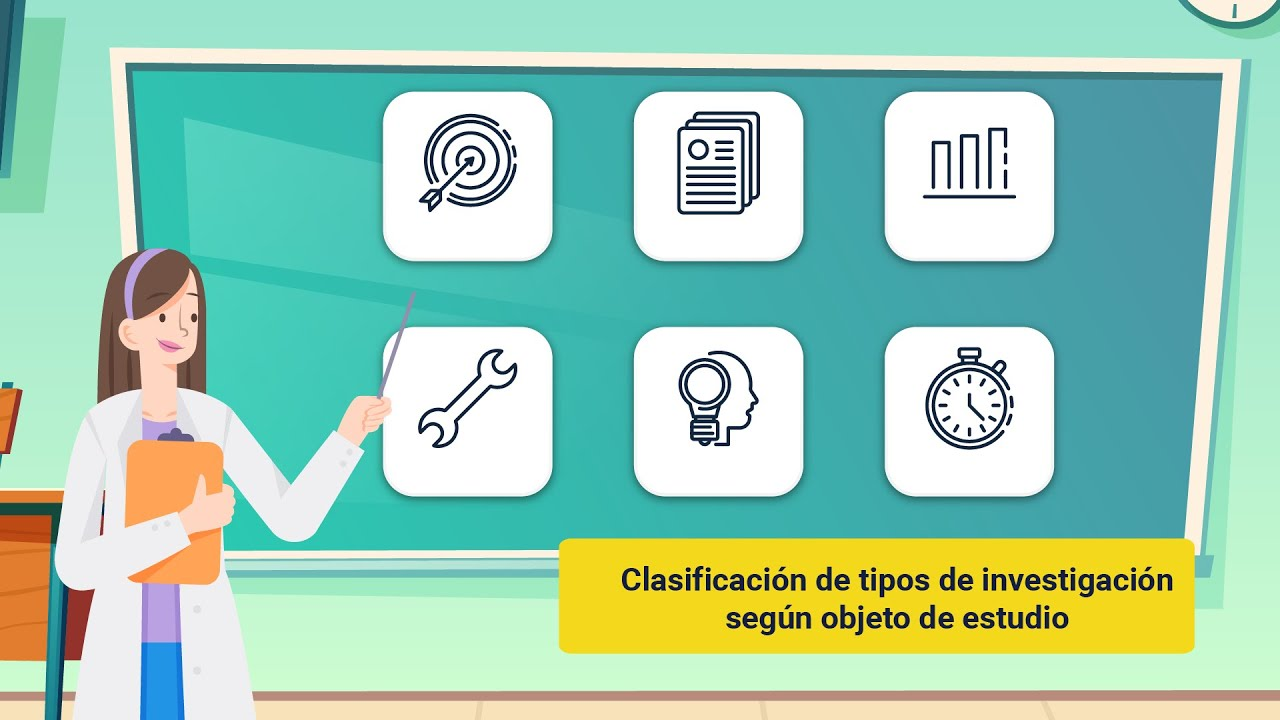 Clasificación de tipos de investigación
según objeto de estudio